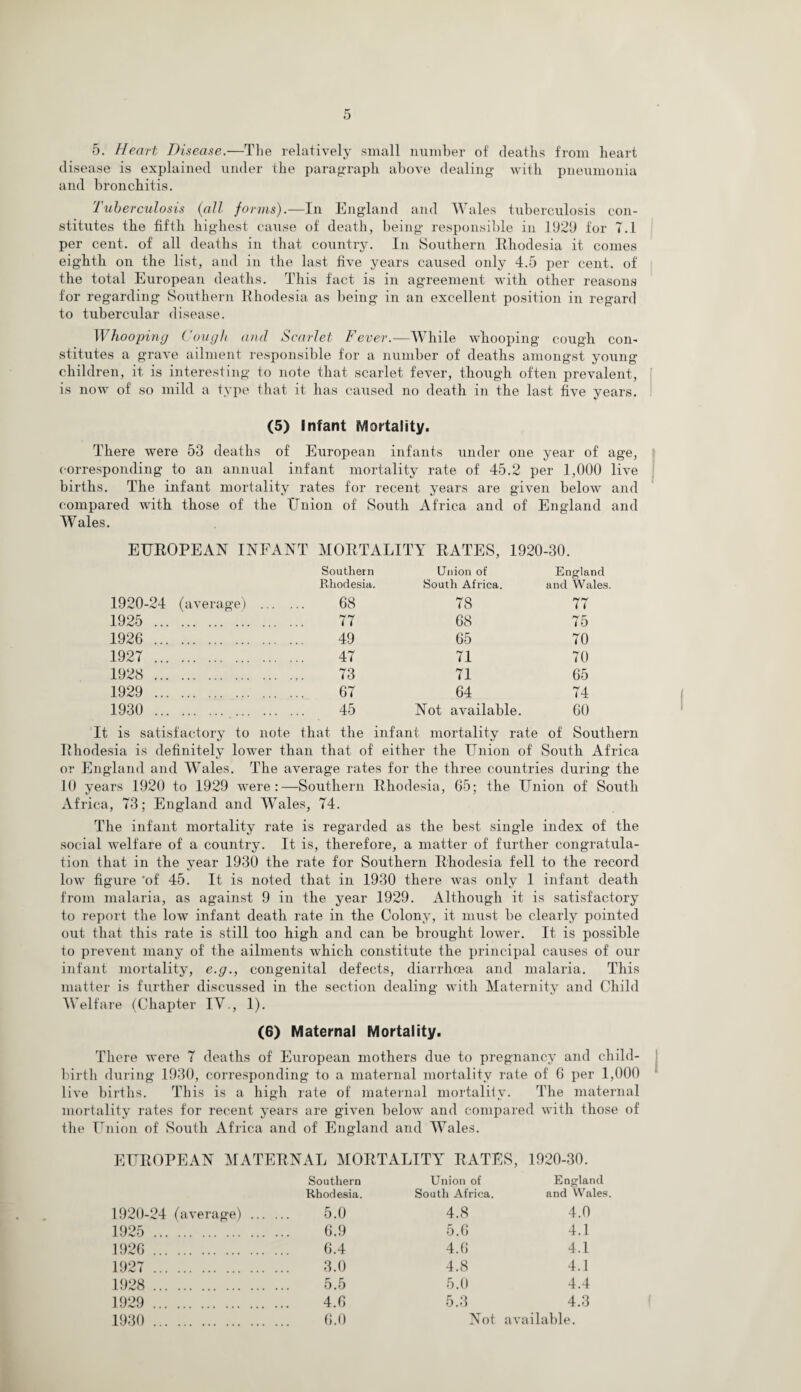 5
5. Heart Disease.—The relatively small number of deaths from heart
disease is explained under the paragraph above dealing with pneumonia
and bronchitis.
Tuberculosis (all forms).—In England and Wales tuberculosis con-
stitutes the fifth highest cause of death, being responsible in 1929 for 7.1
per cent. of all deaths in that country. In Southern Rhodesia it comes
eighth on the list, and in the last five years caused only 4.5 per cent. of
the total European deaths. This fact is in agreement with other reasons
for regarding Southern Rhodesia as being in an excellent position in regard
to tubercular disease.
Whooping Cough and Scarlet Fever.—While whooping cough con-
stitutes a grave ailment responsible for a number of deaths amongst young
children, it is interesting to note that scarlet fever, though often prevalent,
is now of so mild a type that it has caused no death in the last five years.
(5) Infant Mortality.
There were 53 deaths of European infants under one year of age,
corresponding to an annual infant mortality rate of 45.2 per 1,000 live
births. The infant mortality rates for recent years are given below and
compared with those of the Union of South Africa and of England and
Wales.
EUROPEAN INFANT MORTALITY RATES, 1920-30.
Southern Union of England
Rhodesia. South Africa. and Wales.
1920-24 (average) ... ... 68 78 77
1925 ... ... ... ... ... ... 77 68 75
1926 ... ... ... ... ... ... 49 65 70
1927 ... ... ... ... ... ... 47 71 70
1928 ... ... ... ... ... ... 73 71 65
1929 ... ... ... ... ... ... 67 64 74
1930 ... ... ... ... ... ... 45 Not available. 60
It is satisfactory to note that the infant mortality rate of Southern
Rhodesia is definitely lower than that of either the Union of South Africa
or England and Wales. The average rates for the three countries during the
10 years 1920 to 1929 were:—Southern Rhodesia, 65; the Union of South
Africa, 73; England and Wales, 74.
The infant mortality rate is regarded as the best single index of the
social welfare of a country. It is, therefore, a matter of further congratula-
tion that in the year 1930 the rate for Southern Rhodesia fell to the record
low figure 'of 45. It is noted that in 1930 there was only 1 infant death
from malaria, as against 9 in the year 1929. Although it is satisfactory
to report the low infant death rate in the Colony, it must be clearly pointed
out that this rate is still too high and can be brought lower. It is possible
to prevent many of the ailments which constitute the principal causes of our
infant mortality, e.g., congenital defects, diarrhœa and malaria. This
matter is further discussed in the section dealing with Maternity and Child
Welfare (Chapter IV., 1).
(6) Maternal Mortality.
There were 7 deaths of European mothers due to pregnancy and child-
birth during 1930, corresponding to a maternal mortality rate of 6 per 1,000
live births. This is a high rate of maternal mortality. The maternal
mortality rates for recent years are given below and compared with those of
the Union of South Africa and of England and Wales.
EUROPEAN MATERNAL MORTALITY RATES, 1920-30.
Southern Union of England
Rhodesia. South Africa. and Wales.
1920-24 (average) ... ... 5.0 4.8 4.0
1925 ... ... ... ... ... ... 6.9 5.6 4.1
1926 ... ... ... ... ... ... 6.4 4.6 4.1
1927 ... ... ... ... ... ... 3.0 4.8 4.1
1928 ... ... ... ... ... ... 5.5 5.0 4.4
1929 ... ... ... ... ... ... 4.6 5.3 4.3
1930 ... ... ... ... ... ... 6.0 Not available.